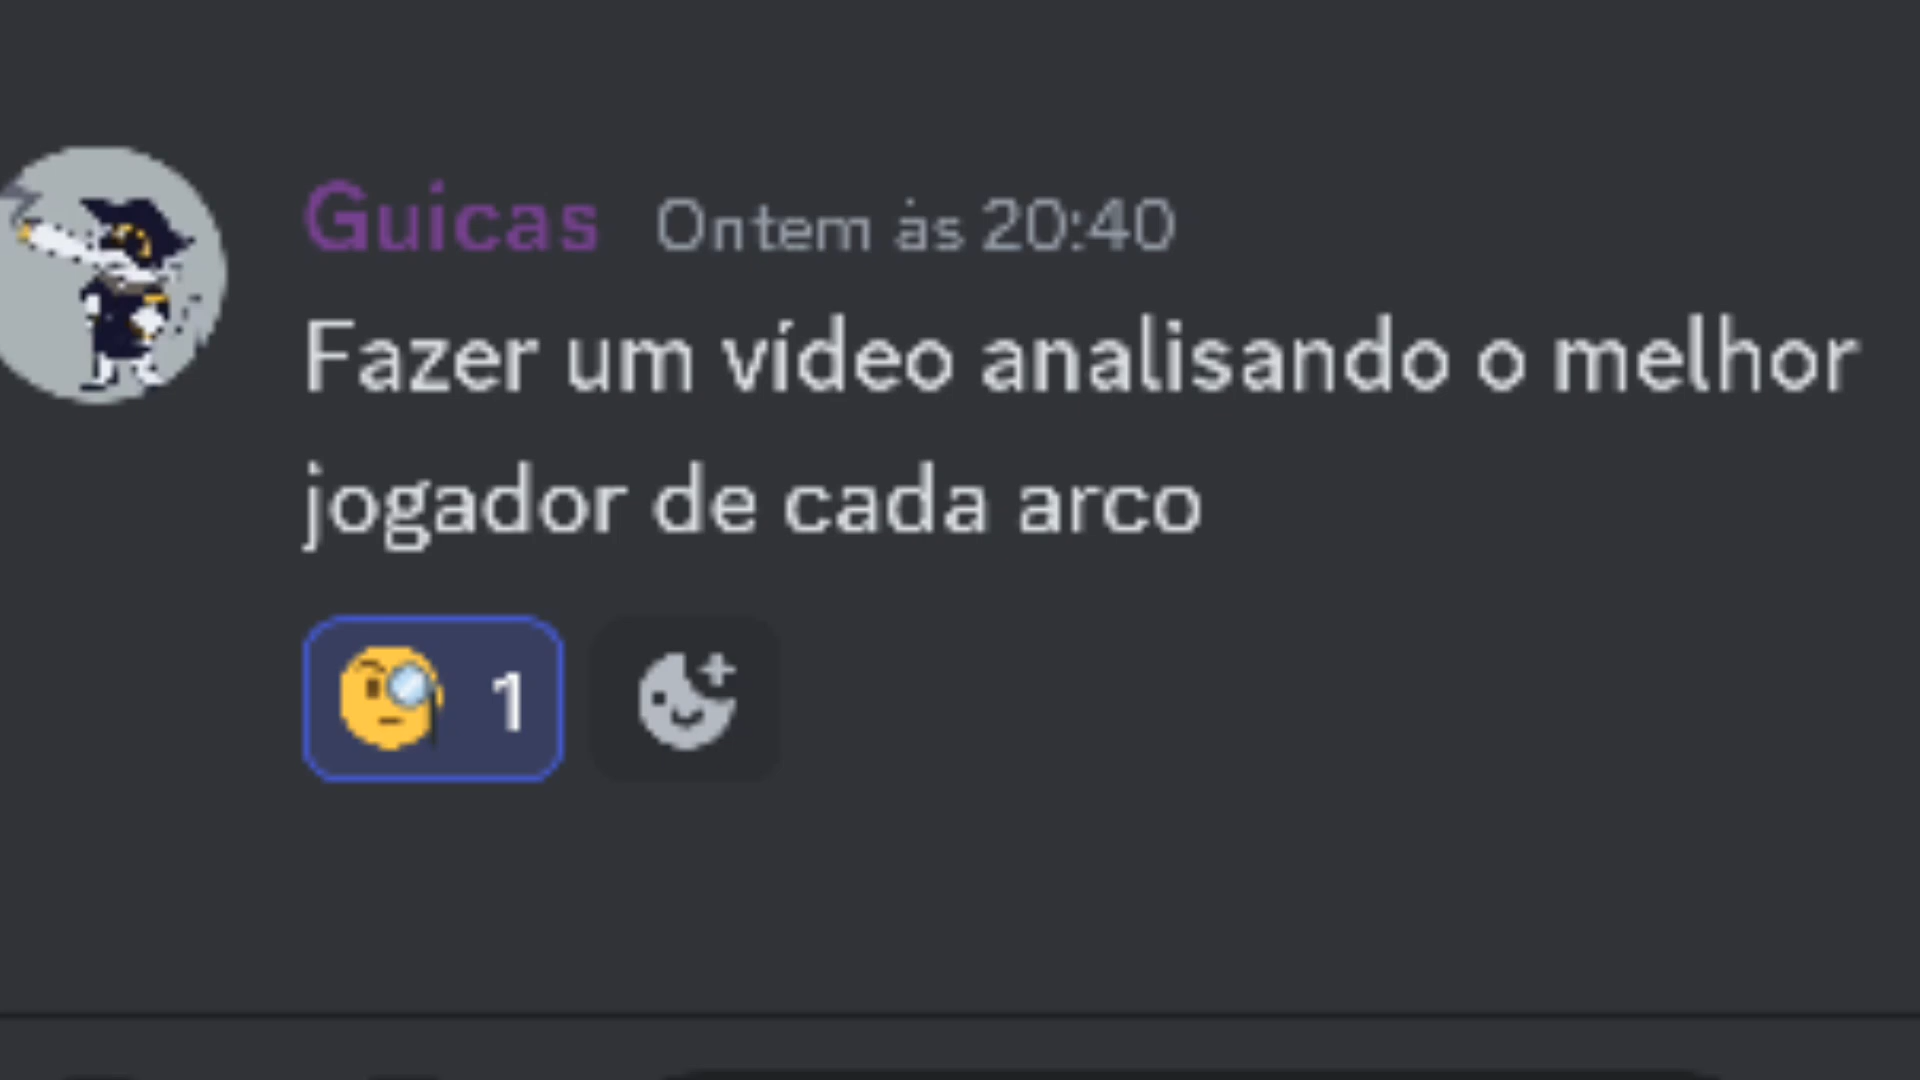 Guicas Ontem às 20:40
Fazer um vídeo analisando o melhor
jogador de cada arco
1